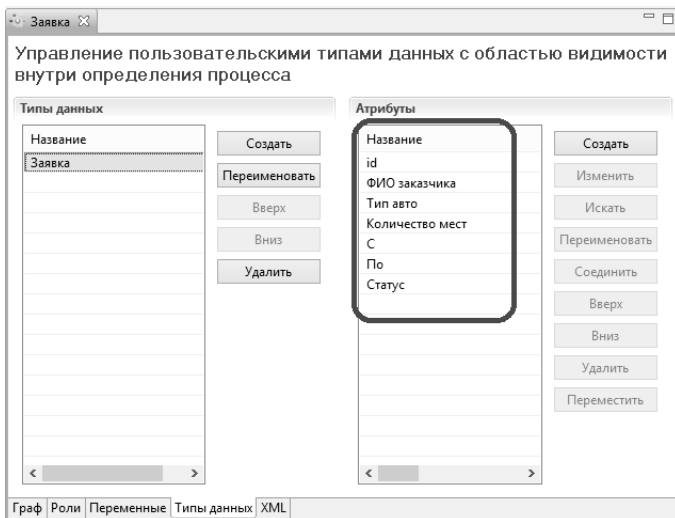 Заявка
Управление пользовательскими типами данных с областью видимости
внутри определения процесса
Типы данных
Название
Заявка
Создать
Переименовать
Вверх
Вниз
Удалить
Атрибуты
Название
id
ФИО заказчика
Тип авто
Количество мест
С
По
Статус
Создать
Изменить
Искать
Переименовать
Соединить
Вверх
Вниз
Удалить
Переместить
Граф Роли Переменные Типы данных XML